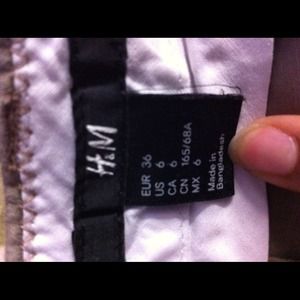 H&M
EUR 36
US 6
CA 6
CN 165/68A
MX 6
Made in
Bangladesh